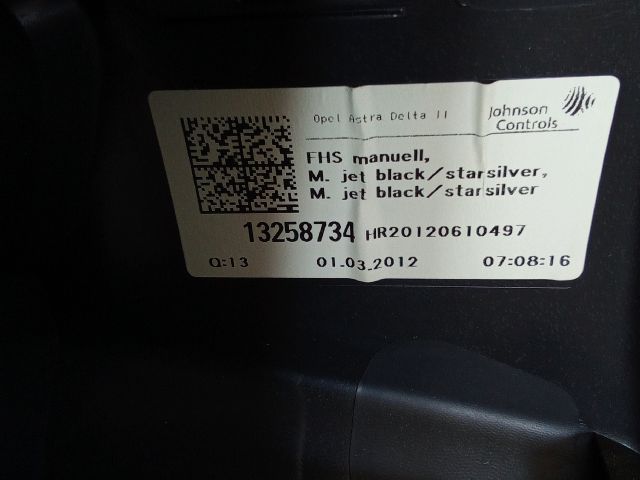 Opel Astra Delta II
Johnson
Controls
FHS manuell,
M. jet black/starsilver,
M. jet black/starsilver
13258734 HR20120610497
Q:13 01.03.2012 07:08:16